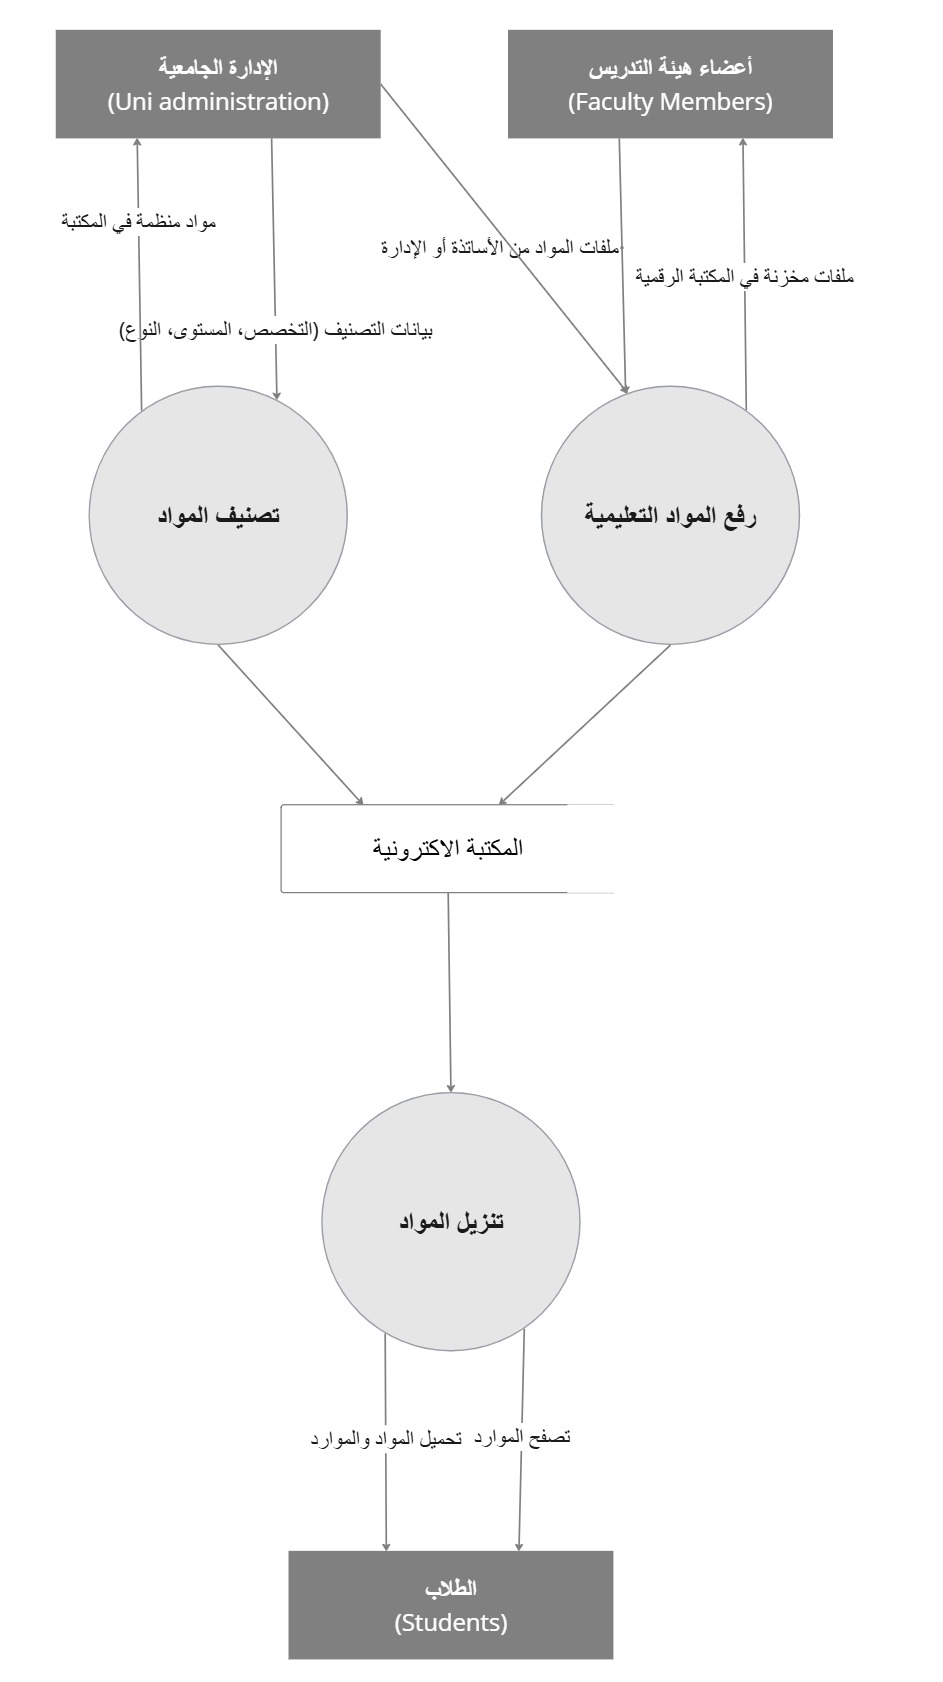 الإدارة الجامعية
(Uni administration)
أعضاء هيئة التدريس
(Faculty Members)
مواد منظمة في المكتبة
ملفات المواد من الأساتذة أو الإدارة
ملفات مخزنة في المكتبة الرقمية
بيانات التصنيف (التخصص، المستوى، النوع)
تصنيف المواد
رفع المواد التعليمية
المكتبة الاكترونية
تنزيل المواد
تصفح الموارد
تحميل المواد والموارد
الطلاب
(Students)